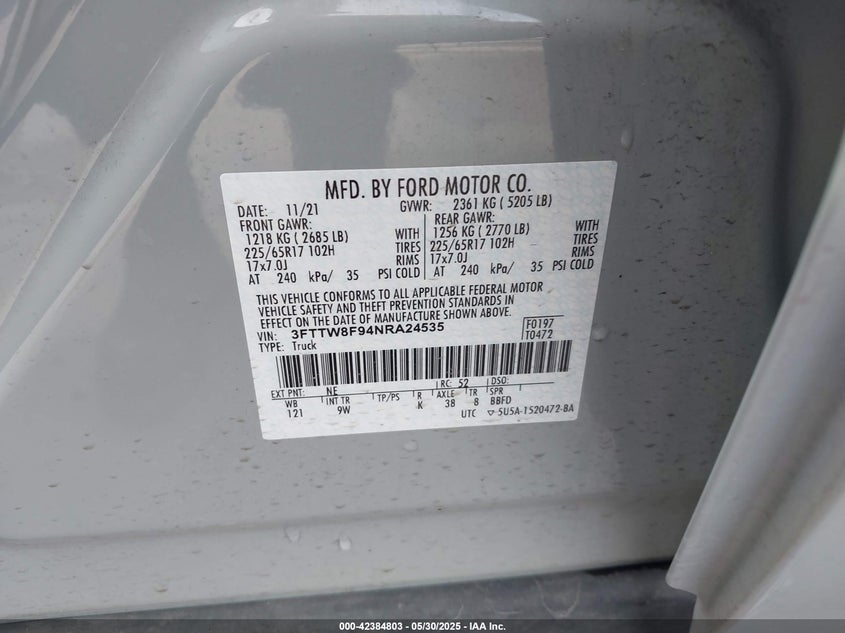 MFD. BY FORD MOTOR CO.
DATE: 11/21 GVWR: 2361 KG ( 5205 LB)
FRONT GAWR: REAR GAWR:
1218 KG ( 2685 LB) WITH 1256 KG ( 2770 LB) WITH
225/65R17 102H TIRES 225/65R17 102H TIRES
17x7.0J RIMS 17x7.0J RIMS
AT 240 kPa/ 35 PSI COLD AT 240 kPa/ 35 PSI COLD
THIS VEHICLE CONFORMS TO ALL APPLICABLE FEDERAL MOTOR
VEHICLE SAFETY AND THEFT PREVENTION STANDARDS IN
EFFECT ON THE DATE OF MANUFACTURE SHOWN ABOVE.
VIN: 3FTTW8F94NRA24535 F0197
TYPE: Truck T0472
EXT PNT: NE RC: 52 DSO:
WB INT TR TP/PS R AXLE TR SPR
121 9W K 38 8 BBFD
UTC ▽ 5U5A-1520472-BA
000-42384803 — 05/30/2025 — IAA Inc.